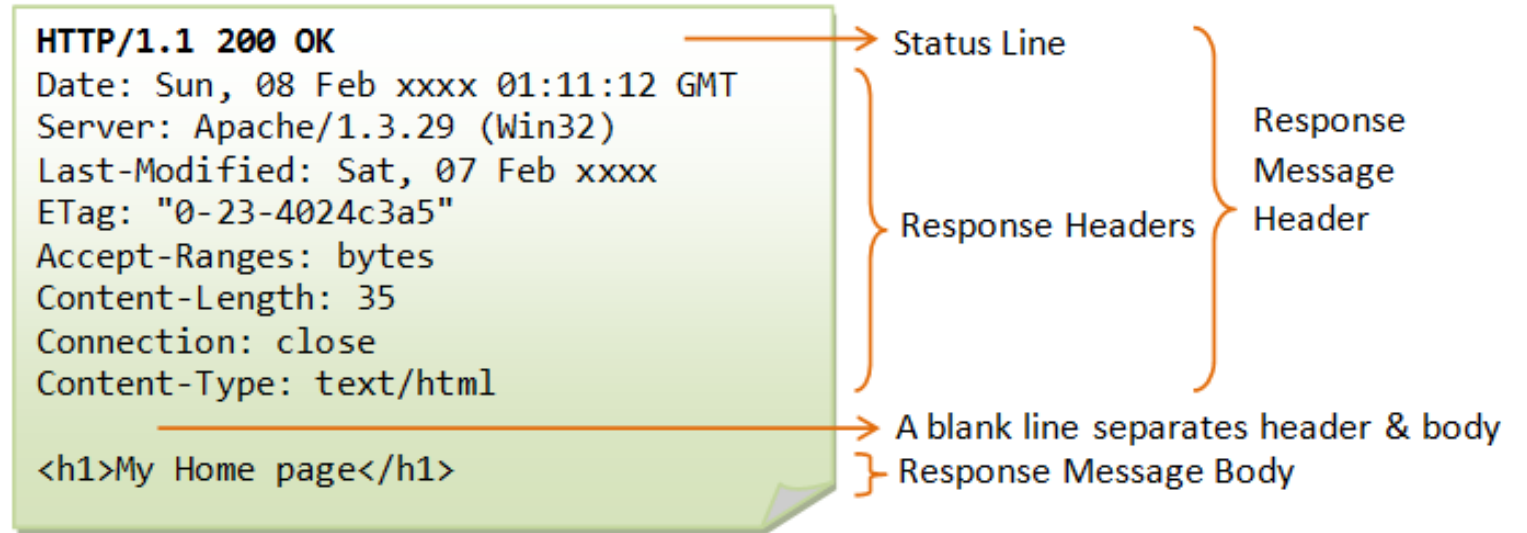 HTTP/1.1 200 OK
Date: Sun, 08 Feb xxxx 01:11:12 GMT
Server: Apache/1.3.29 (Win32)
Last-Modified: Sat, 07 Feb xxxx
ETag: "0-23-4024c3a5"
Accept-Ranges: bytes
Content-Length: 35
Connection: close
Content-Type: text/html
<h1>My Home page</h1>
Status Line
Response Headers
Response
Message
Header
A blank line separates header & body
Response Message Body